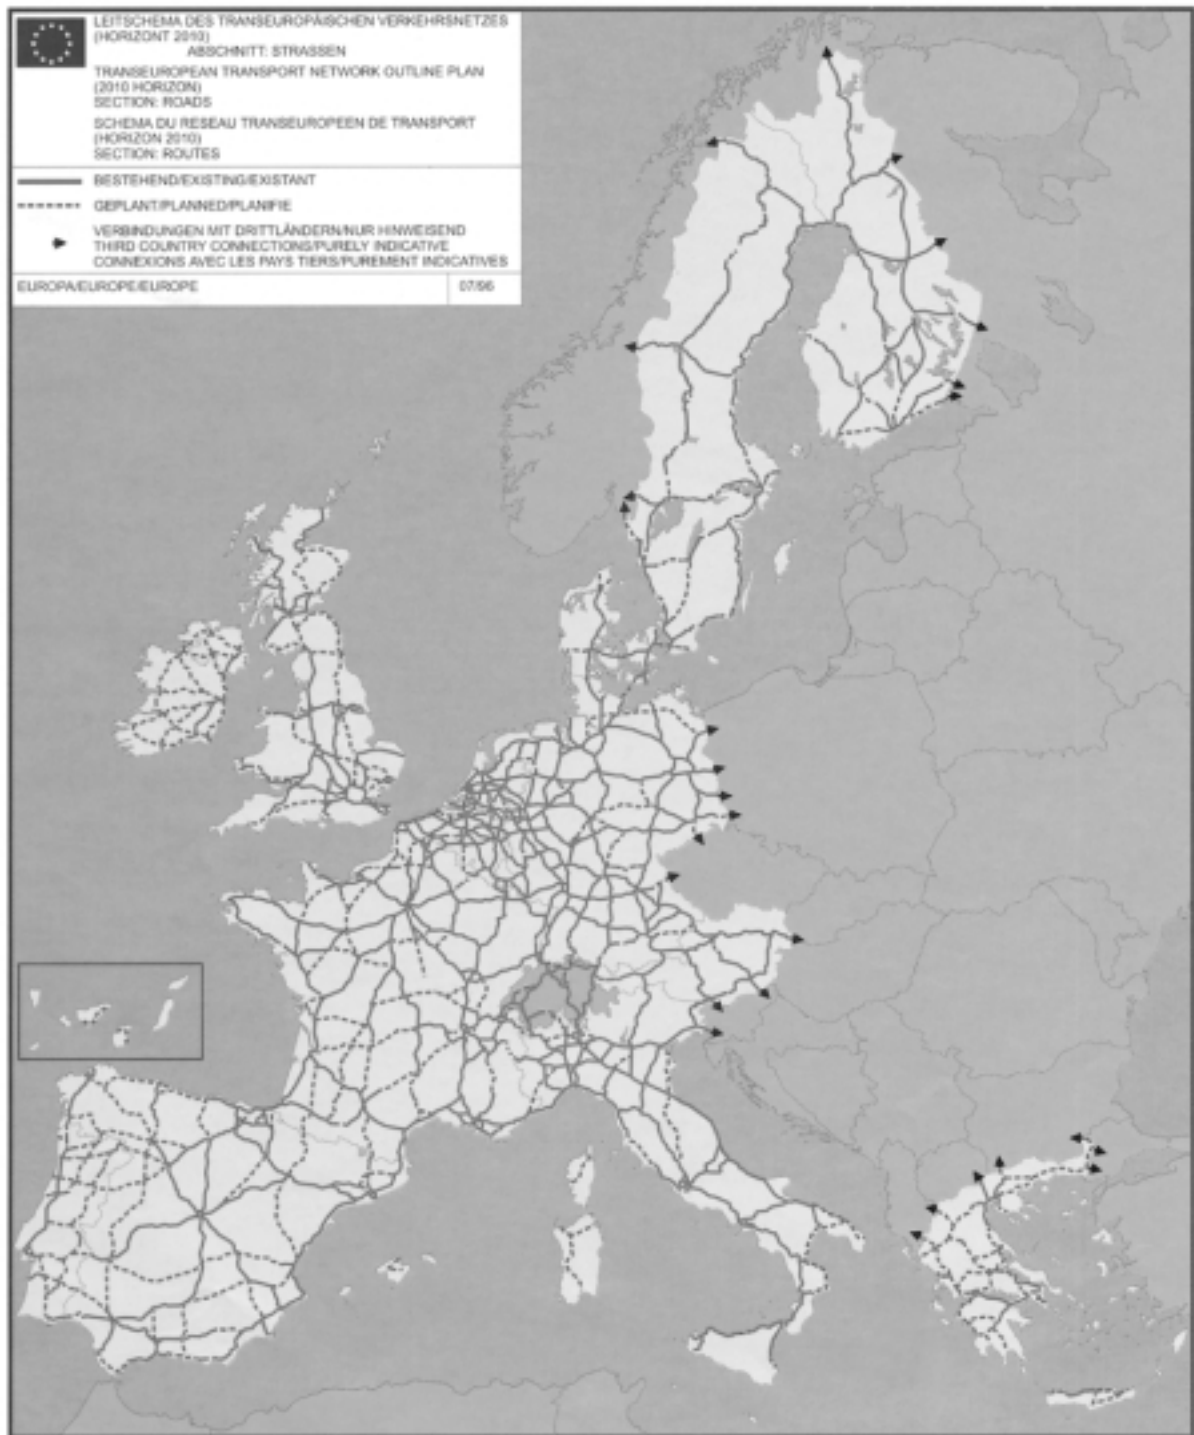 LEITSCHEMA DES TRANSEUROPÄISCHEN VERKEHRSNETZES
(HORIZONT 2010)
ABSCHNITT: STRASSEN
TRANSEUROPEAN TRANSPORT NETWORK OUTLINE PLAN
(2010 HORIZON)
SECTION: ROADS
SCHEMA DU RESEAU TRANSEUROPEEN DE TRANSPORT
(HORIZON 2010)
SECTION: ROUTES
BESTEHEND/EXISTING/EXISTANT
GEPLANT/PLANNED/PLANIFIE
VERBINDUNGEN MIT DRITTLÄNDERN/NUR HINWEISEND
THIRD COUNTRY CONNECTIONS/PURELY INDICATIVE
CONNEXIONS AVEC LES PAYS TIERS/PUREMENT INDICATIVES
EUROPA/EUROPE/EUROPE 07/96